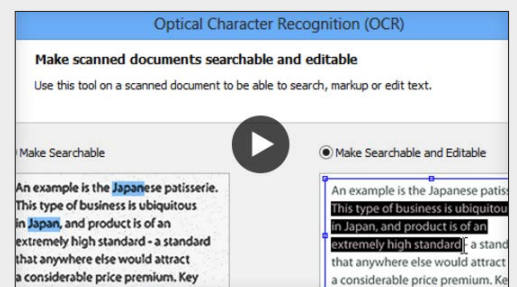 Optical Character Recognition (OCR)
Make scanned documents searchable and editable
Use this tool on a scanned document to be able to search, markup or edit text.
Make Searchable
Make Searchable and Editable
An example is the Japanese patisserie.
This type of business is ubiquitous
in Japan, and product is of an
extremely high standard - a standard
that anywhere else would attract
a considerable price premium. Key
An example is the Japanese patiss
This type of business is ubiquitou
in Japan, and product is of an
extremely high standard - a stand
that anywhere else would attract
a considerable price premium. Ke